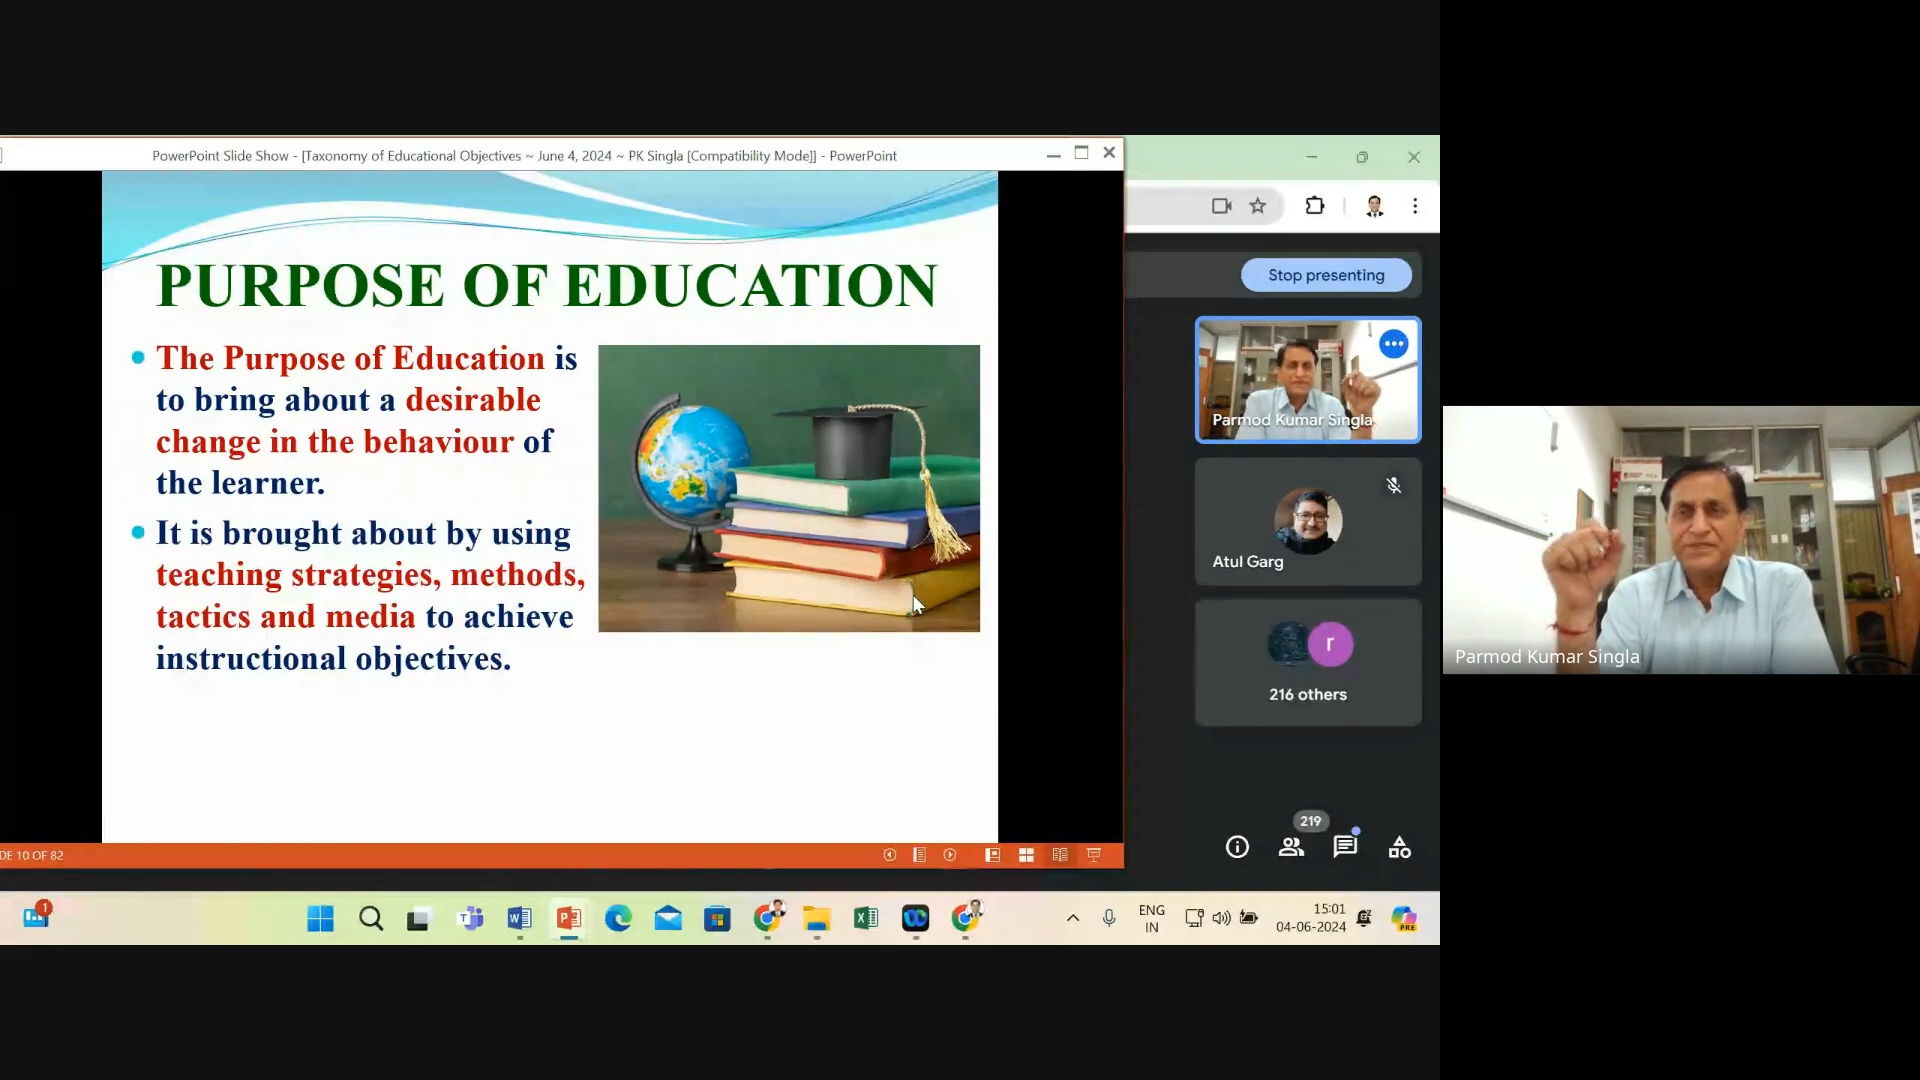 PowerPoint Slide Show - [Taxonomy of Educational Objectives ~ June 4, 2024 ~ PK Singla [Compatibility Mode]] - PowerPoint
PURPOSE OF EDUCATION
The Purpose of Education is
to bring about a desirable
change in the behaviour of
the learner.
It is brought about by using
teaching strategies, methods,
tactics and media to achieve
instructional objectives.
Stop presenting
Parmod Kumar Singla
Atul Garg
r
216 others
219
Parmod Kumar Singla
DE 10 OF 82
1
ENG
IN
15:01
04-06-2024
PRE